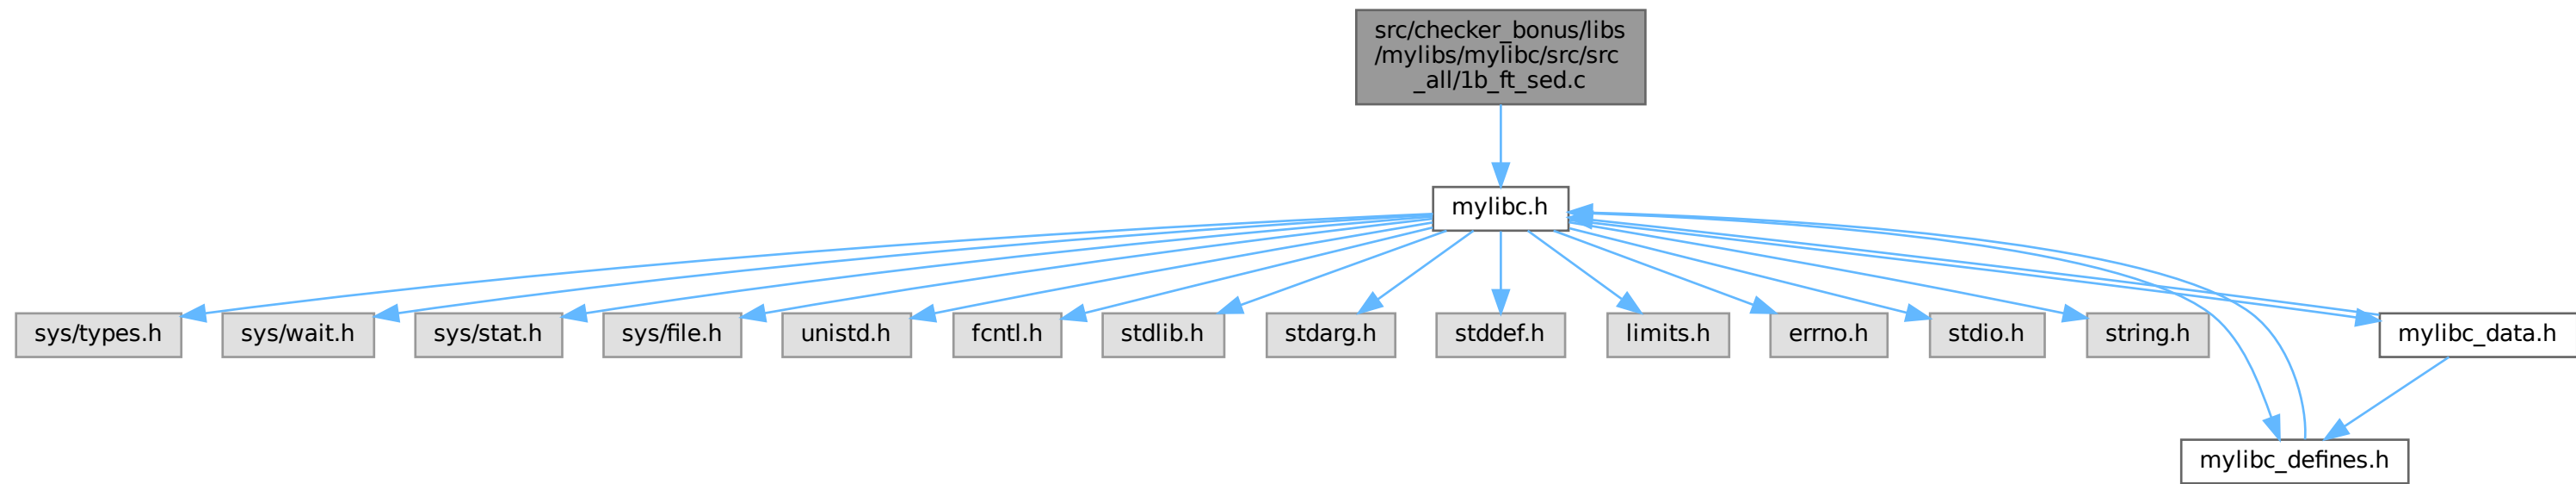 src/checker_bonus/libs
/mylibs/mylibc/src/src
_all/1b_ft_sed.c
mylibc.h
sys/types.h
sys/wait.h
sys/stat.h
sys/file.h
unistd.h
fcntl.h
stdlib.h
stdarg.h
stddef.h
limits.h
errno.h
stdio.h
string.h
mylibc_data.h
mylibc_defines.h